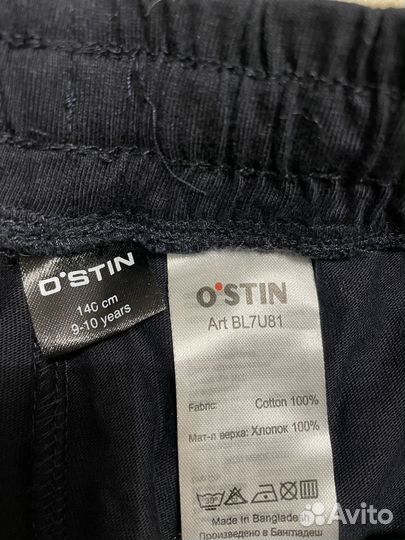 O'STIN
140 cm
9-10 years
O'STIN
Art BL7U81
Fabric: Cotton 100%
Мат-л верха: Хлопок 100%
30°
Made in Bangladesh
Произведено в Бангладеш
Avito